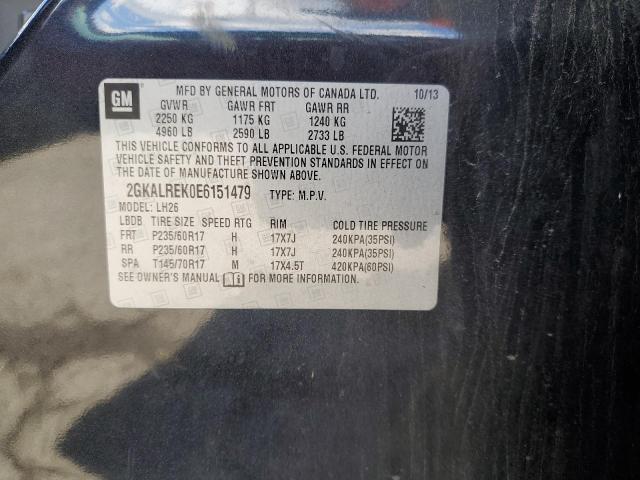 GM
MFD BY GENERAL MOTORS OF CANADA LTD. 10/13
GVWR GAWR FRT GAWR RR
2250 KG 1175 KG 1240 KG
4960 LB 2590 LB 2733 LB
THIS VEHICLE CONFORMS TO ALL APPLICABLE U.S. FEDERAL MOTOR
VEHICLE SAFETY AND THEFT PREVENTION STANDARDS IN EFFECT ON
THE DATE OF MANUFACTURE SHOWN ABOVE.
2GKALREK0E6151479 TYPE: M.P.V.
MODEL: LH26
LBDB TIRE SIZE SPEED RTG RIM COLD TIRE PRESSURE
FRT P235/60R17 H 17X7J 240KPA(35PSI)
RR P235/60R17 H 17X7J 240KPA(35PSI)
SPA T145/70R17 M 17X4.5T 420KPA(60PSI)
SEE OWNER'S MANUAL FOR MORE INFORMATION.